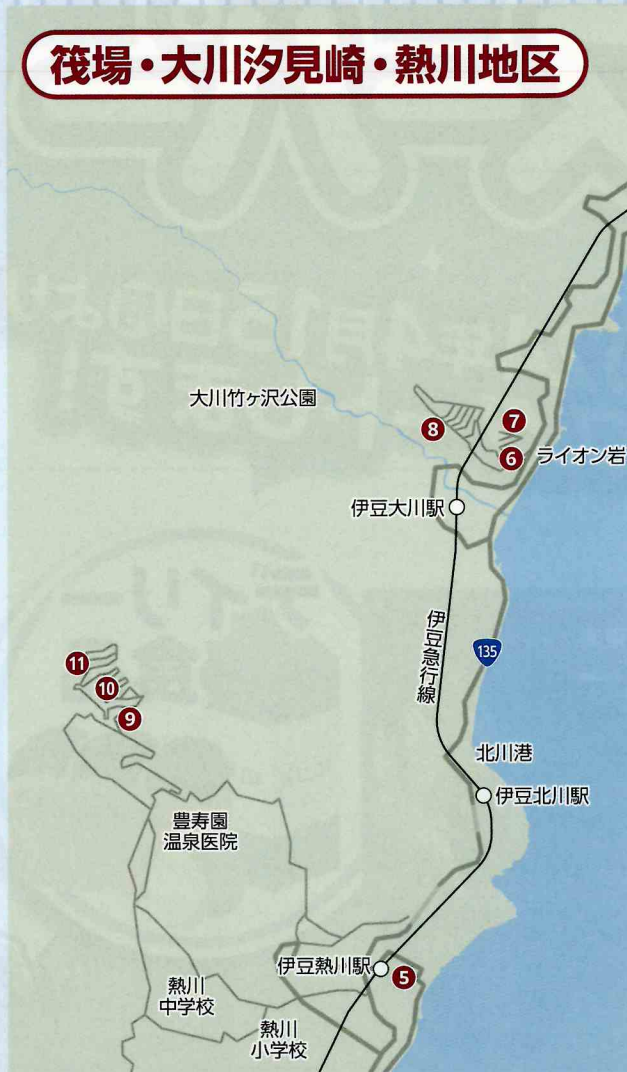 筏場・大川汐見崎・熱川地区
大川竹ヶ沢公園
7
8
6
ライオン岩
伊豆大川駅
伊豆急行線
135
11
10
9
北川港
伊豆北川駅
豊寿園
温泉医院
伊豆熱川駅
5
熱川
中学校
熱川
小学校